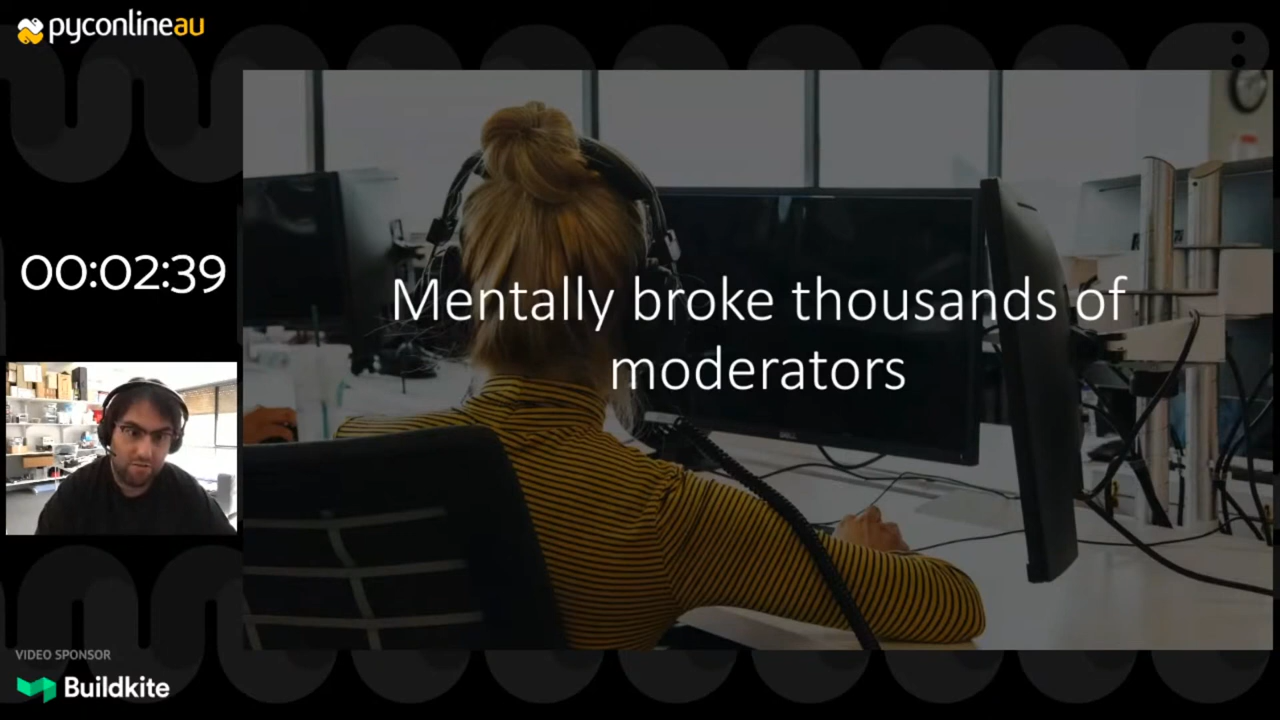 pyconlineau
00:02:39
Mentally broke thousands of
moderators
VIDEO SPONSOR
Buildkite